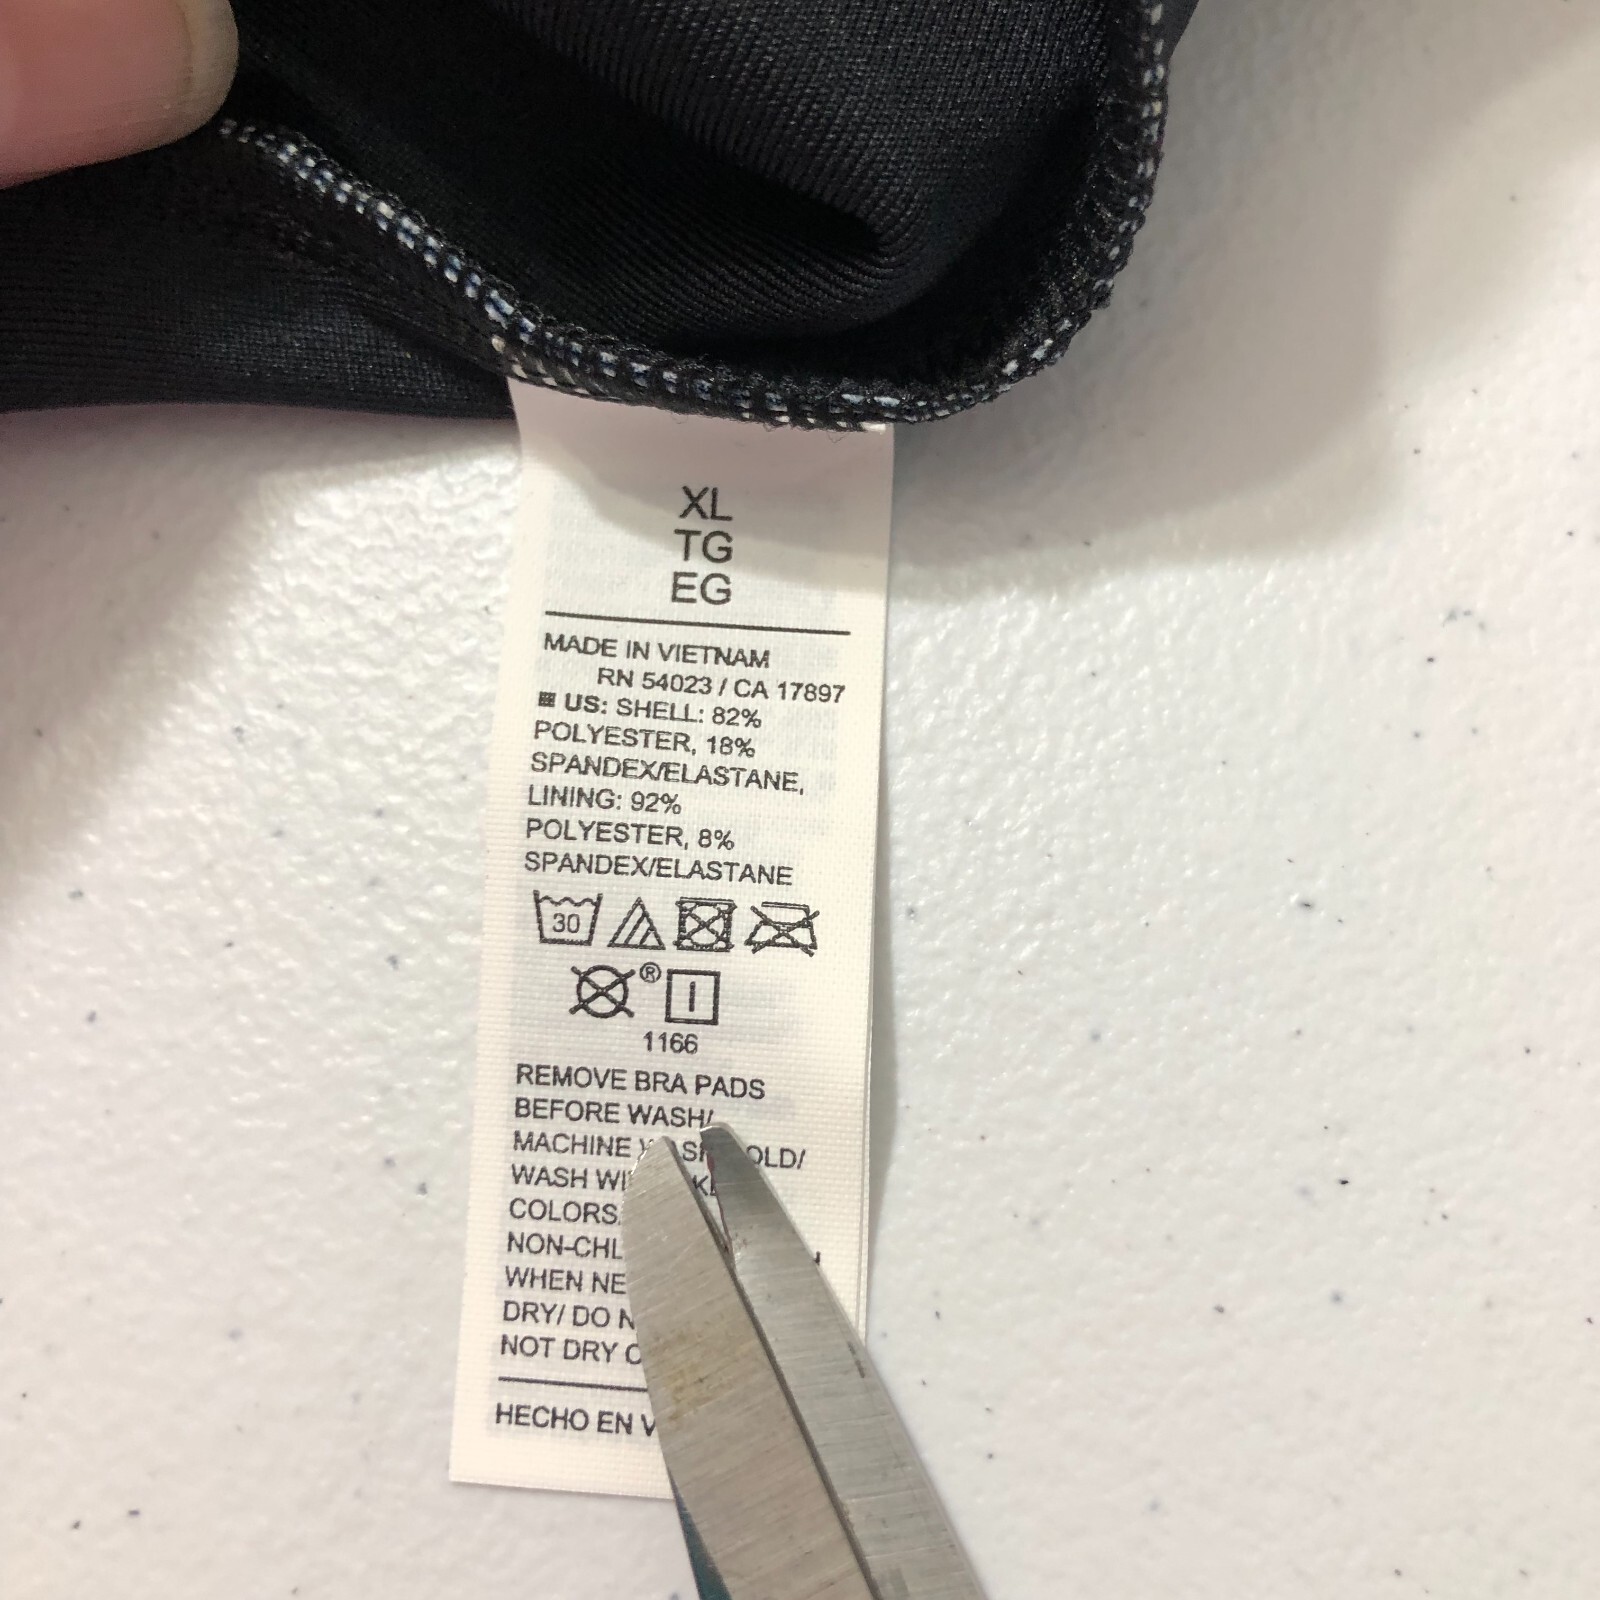 XL
TG
EG
MADE IN VIETNAM
RN 54023 / CA 17897
US: SHELL: 82%
POLYESTER, 18%
SPANDEX/ELASTANE,
LINING: 92%
POLYESTER, 8%
SPANDEX/ELASTANE
30
®
1166
REMOVE BRA PADS
BEFORE WASH/
MACHINE
WASH
COLORS
WHEN
DRY/ DO
NOT DRY
HECHO EN